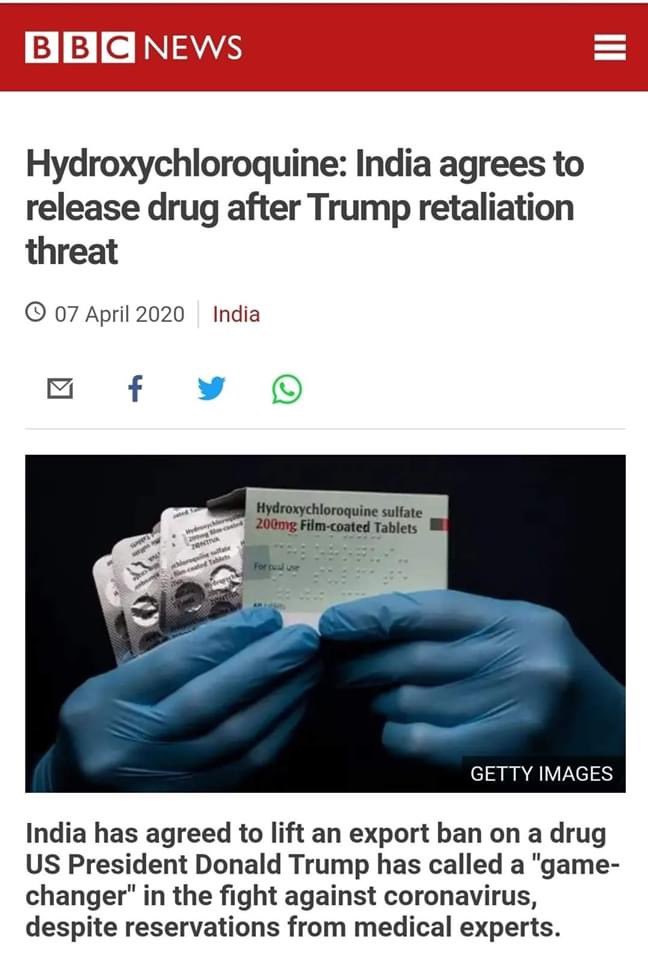 BBC NEWS
Hydroxychloroquine: India agrees to
release drug after Trump retaliation
threat
07 April 2020 | India
Hydroxychloroquine sulfate
200mg Film-coated Tablets
For oral use
GETTY IMAGES
India has agreed to lift an export ban on a drug
US President Donald Trump has called a "game-
changer" in the fight against coronavirus,
despite reservations from medical experts.